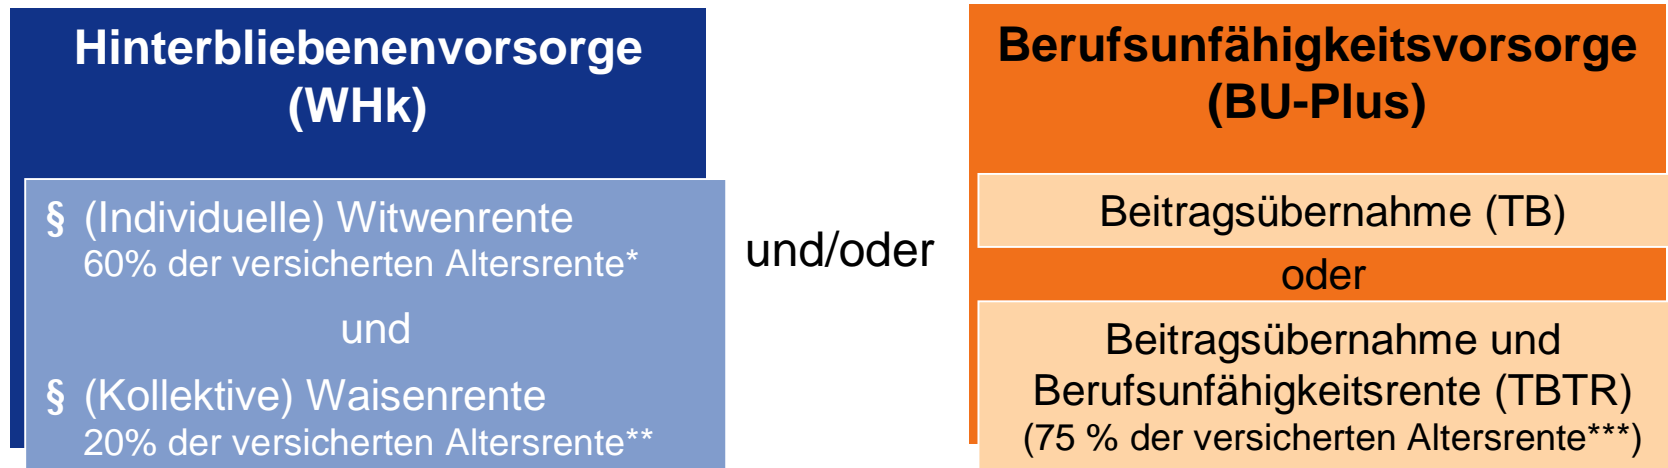 Hinterbliebenenvorsorge
(WHk)
§ (Individuelle) Witwenrente
60% der versicherten Altersrente*
und
§ (Kollektive) Waisenrente
20% der versicherten Altersrente**
und/oder
Berufsunfähigkeitsvorsorge
(BU-Plus)
Beitragsübernahme (TB)
oder
Beitragsübernahme und
Berufsunfähigkeitsrente (TBTR)
(75 % der versicherten Altersrente***)